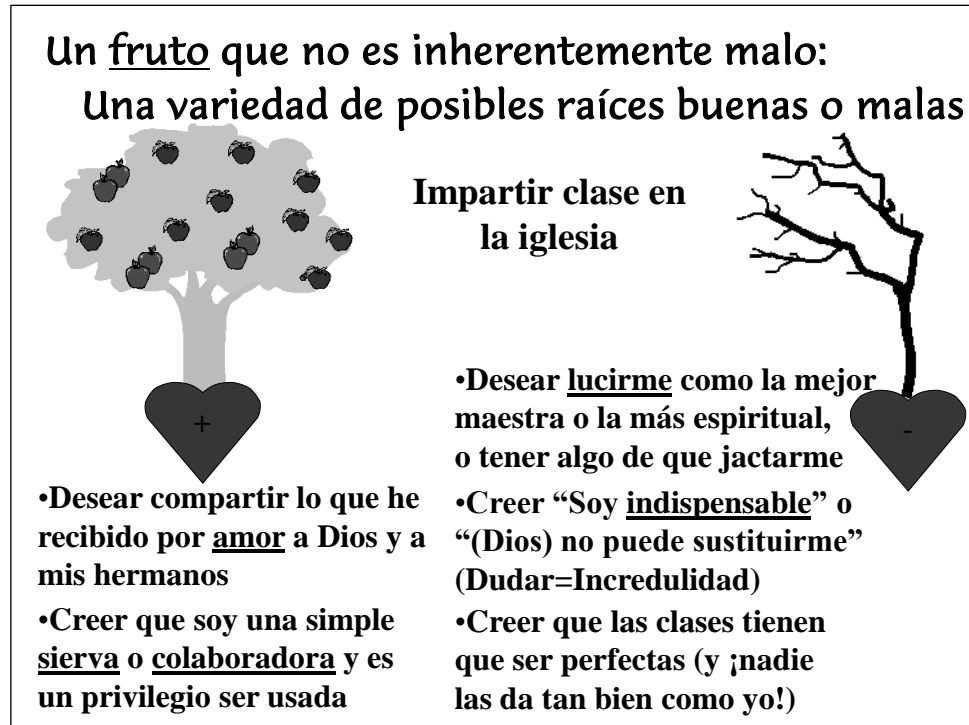 Un fruto que no es inherentemente malo:
Una variedad de posibles raíces buenas o malas
Impartir clase en
la iglesia
+
•Desear compartir lo que he
recibido por amor a Dios y a
mis hermanos
•Creer que soy una simple
sierva o colaboradora y es
un privilegio ser usada
-
•Desear lucirme como la mejor
maestra o la más espiritual,
o tener algo de que jactarme
•Creer “Soy indispensable” o
“(Dios) no puede sustituirme”
(Dudar=Incredulidad)
•Creer que las clases tienen
que ser perfectas (y ¡nadie
las da tan bien como yo!)